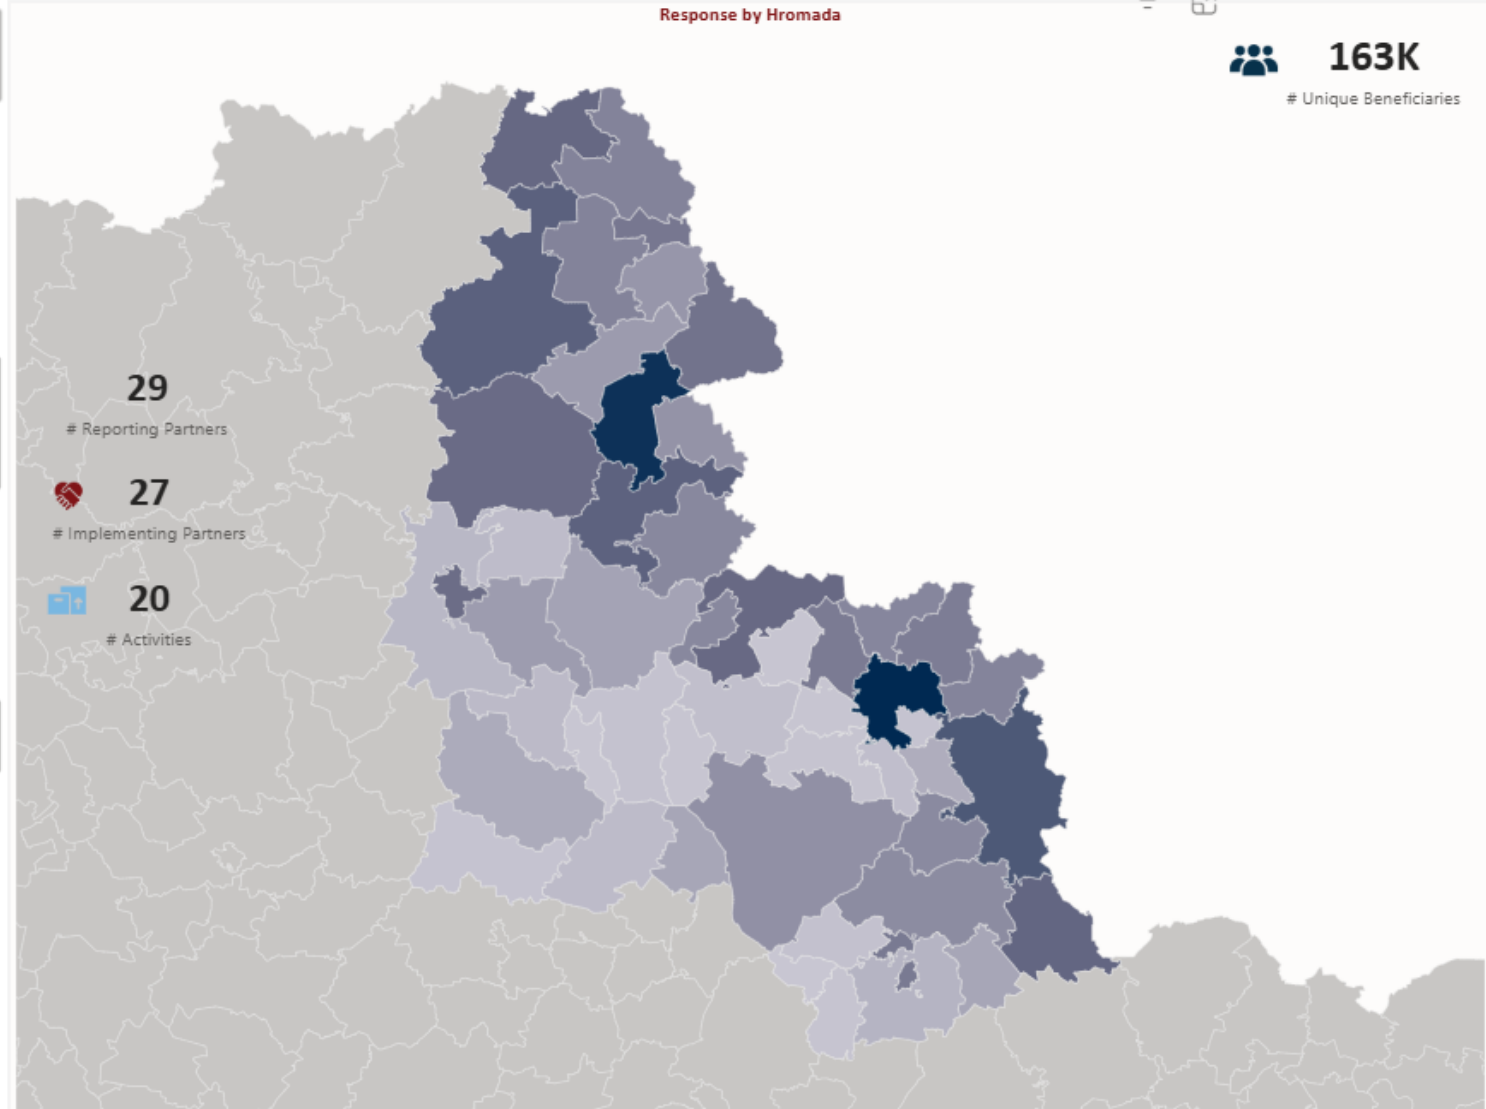 Response by Hromada
163K
# Unique Beneficiaries
29
# Reporting Partners
27
# Implementing Partners
20
# Activities